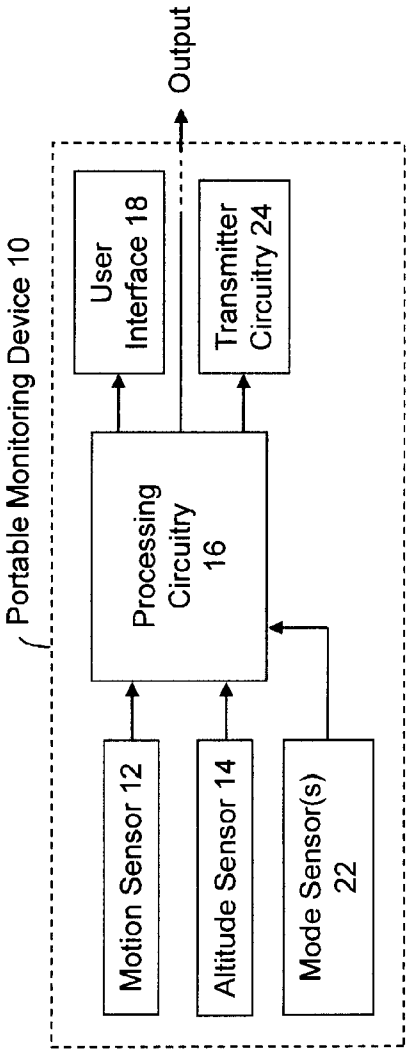 Portable Monitoring Device 10
Motion Sensor 12
Altitude Sensor 14
Mode Sensor(s)
22
Processing
Circuitry
16
User
Interface 18
Transmitter
Circuitry 24
Output